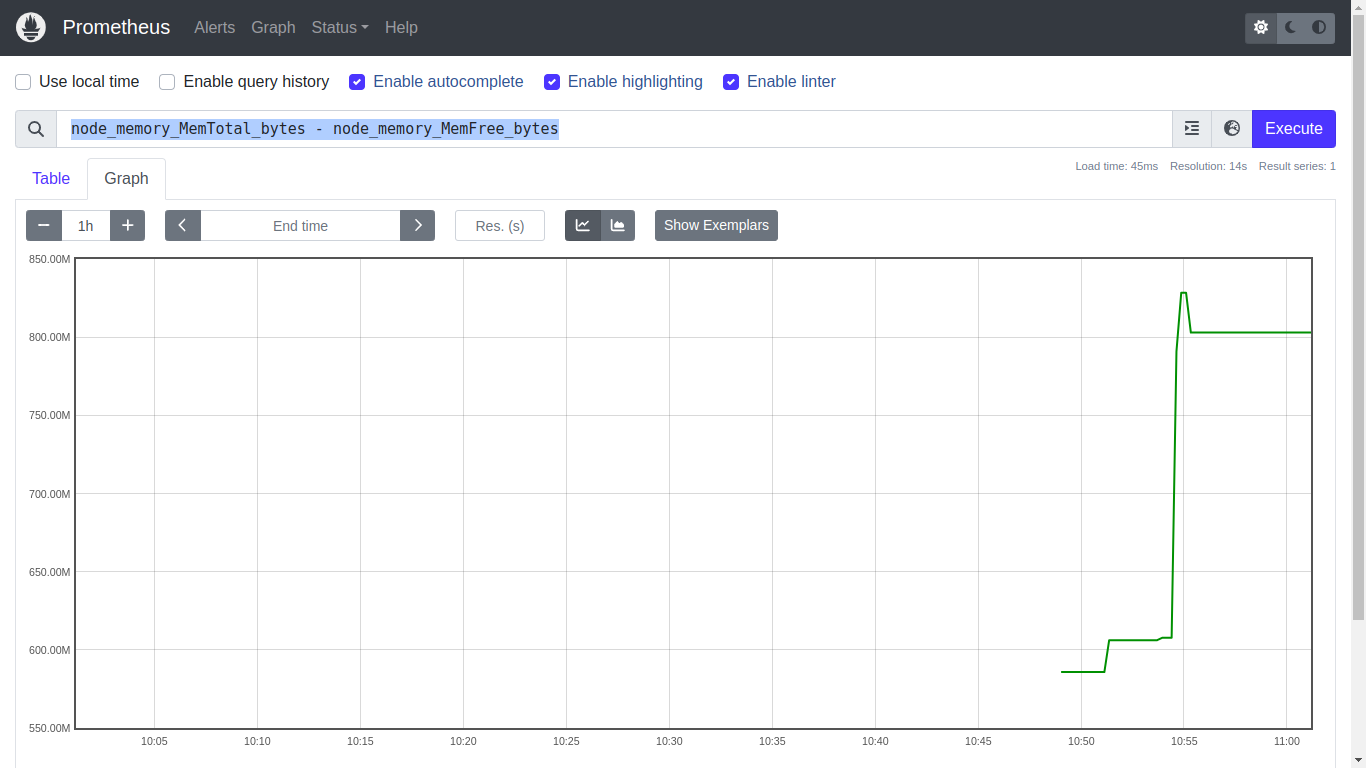 Prometheus Alerts Graph Status Help
Use local time Enable query history Enable autocomplete Enable highlighting Enable linter
node_memory_MemTotal_bytes - node_memory_MemFree_bytes Execute
Table Graph Load time: 45ms Resolution: 14s Result series: 1
1h End time Res. (s) Show Exemplars
850.00M
800.00M
750.00M
700.00M
650.00M
600.00M
550.00M
10:05 10:10 10:15 10:20 10:25 10:30 10:35 10:40 10:45 10:50 10:55 11:00